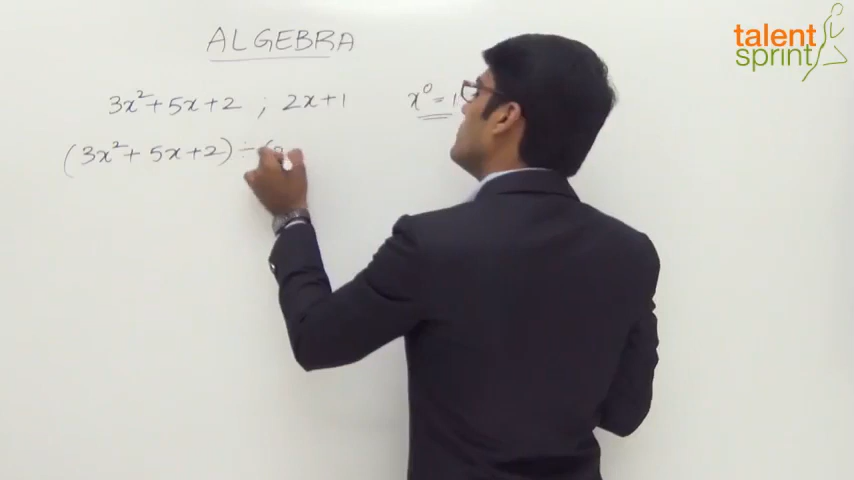 ALGEBRA
talent
sprint
3x²+5x+2 ; 2x+1
x⁰=1
(3x²+5x+2)÷(